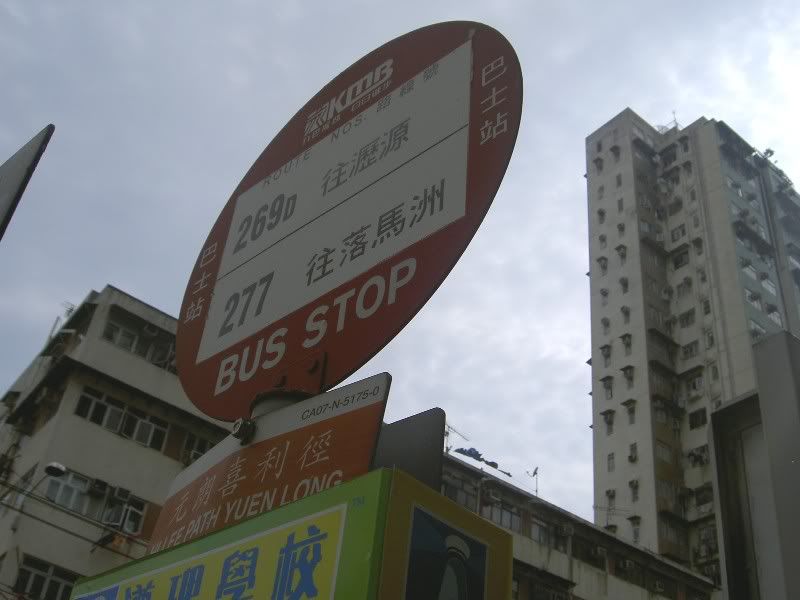 KMB
ROUTE NOS. 路線號
巴士站
269D 往瀝源
277 往落馬洲
巴士站
BUS STOP
CA07-N-5175-0
元朗喜利徑
LEE PATH YUEN LONG
理學校
TM